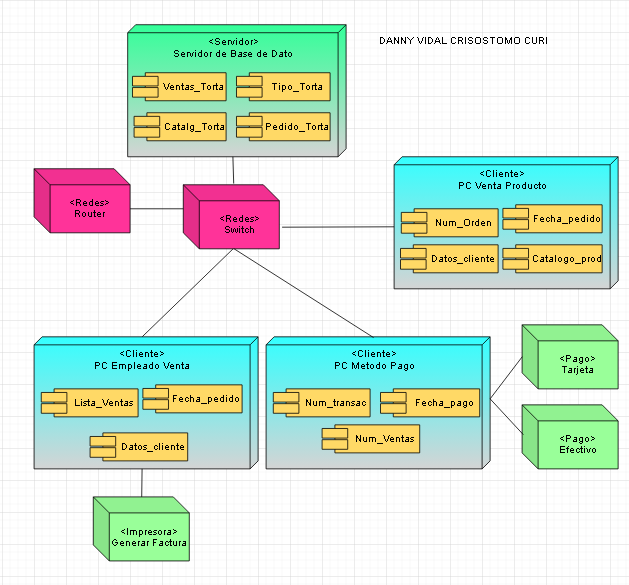 <Servidor>
Servidor de Base de Dato
DANNY VIDAL CRISOSTOMO CURI
Ventas_Torta
Tipo_Torta
Catalg_Torta
Pedido_Torta
<Redes>
Router
<Redes>
Switch
<Cliente>
PC Venta Producto
Num_Orden
Fecha_pedido
Datos_cliente
Catalogo_prod
<Cliente>
PC Empleado Venta
Lista_Ventas
Fecha_pedido
Datos_cliente
<Cliente>
PC Metodo Pago
Num_transac
Fecha_pago
Num_Ventas
<Pago>
Tarjeta
<Pago>
Efectivo
<Impresora>
Generar Factura